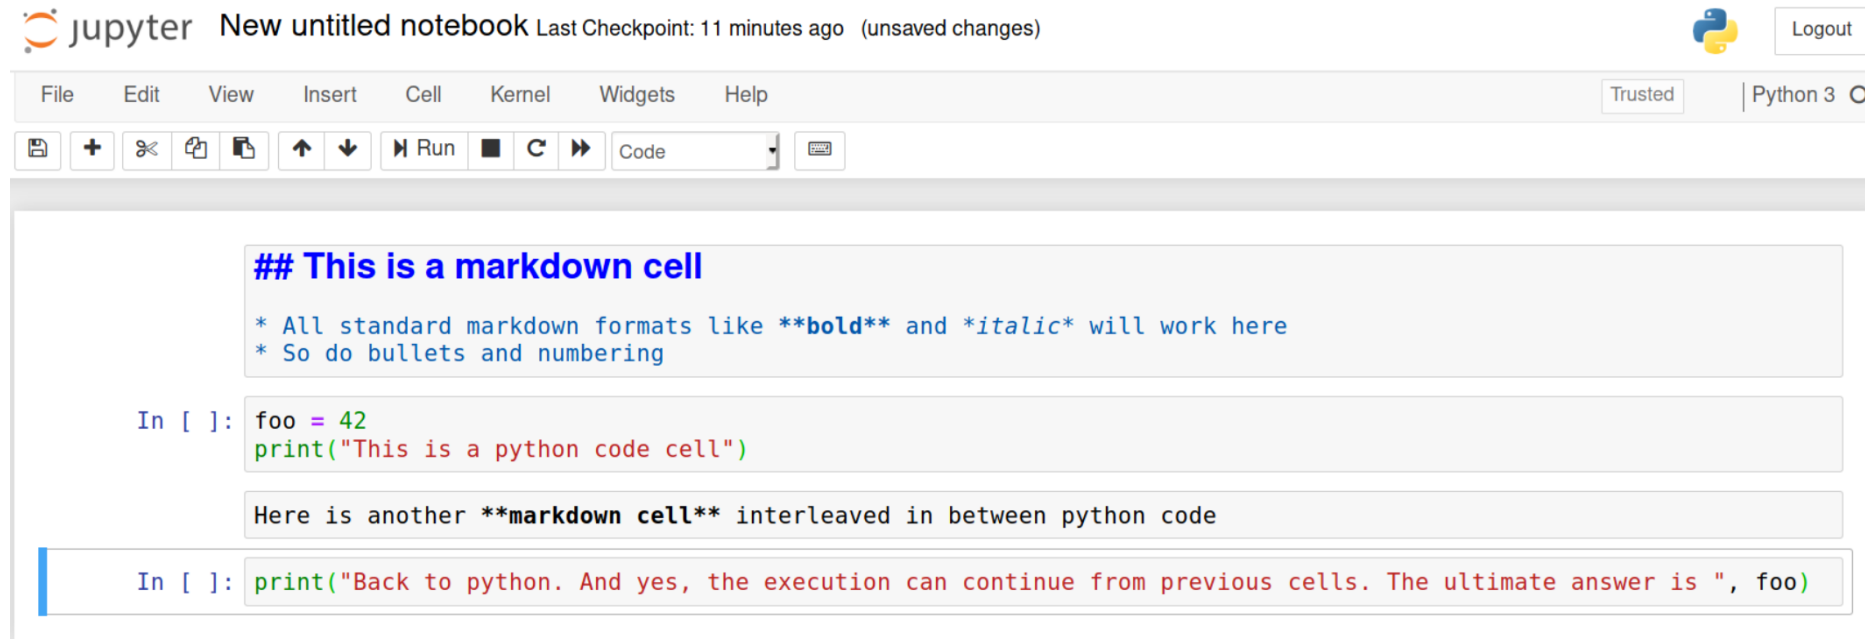 jupyter New untitled notebook Last Checkpoint: 11 minutes ago (unsaved changes) Logout
File Edit View Insert Cell Kernel Widgets Help Trusted Python 3
Run Code
## This is a markdown cell
* All standard markdown formats like **bold** and *italic* will work here
* So do bullets and numbering
In [ ]: foo = 42
print("This is a python code cell")
Here is another **markdown cell** interleaved in between python code
In [ ]: print("Back to python. And yes, the execution can continue from previous cells. The ultimate answer is ", foo)